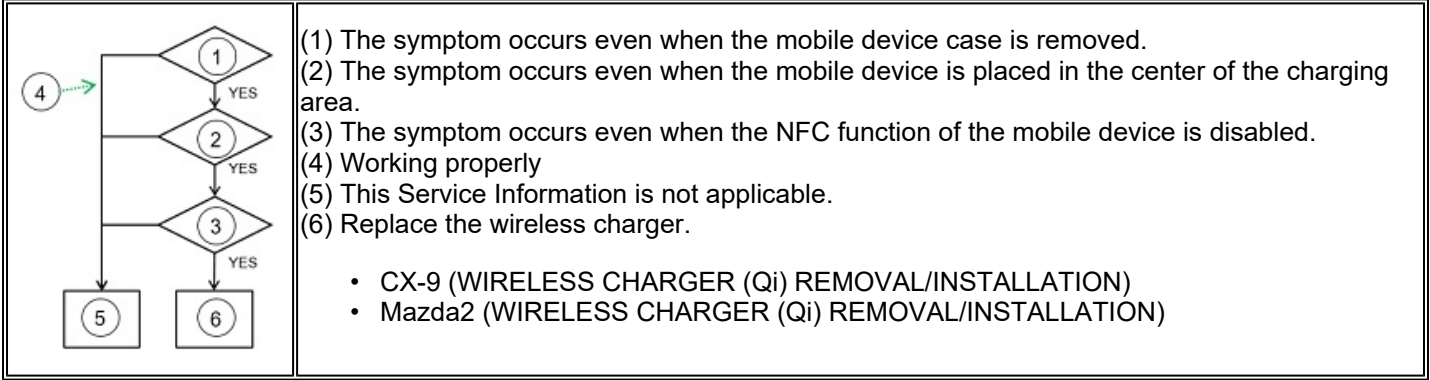 1
YES
4
2
YES
3
YES
5
6
(1) The symptom occurs even when the mobile device case is removed.
(2) The symptom occurs even when the mobile device is placed in the center of the charging
area.
(3) The symptom occurs even when the NFC function of the mobile device is disabled.
(4) Working properly
(5) This Service Information is not applicable.
(6) Replace the wireless charger.
• CX-9 (WIRELESS CHARGER (Qi) REMOVAL/INSTALLATION)
• Mazda2 (WIRELESS CHARGER (Qi) REMOVAL/INSTALLATION)